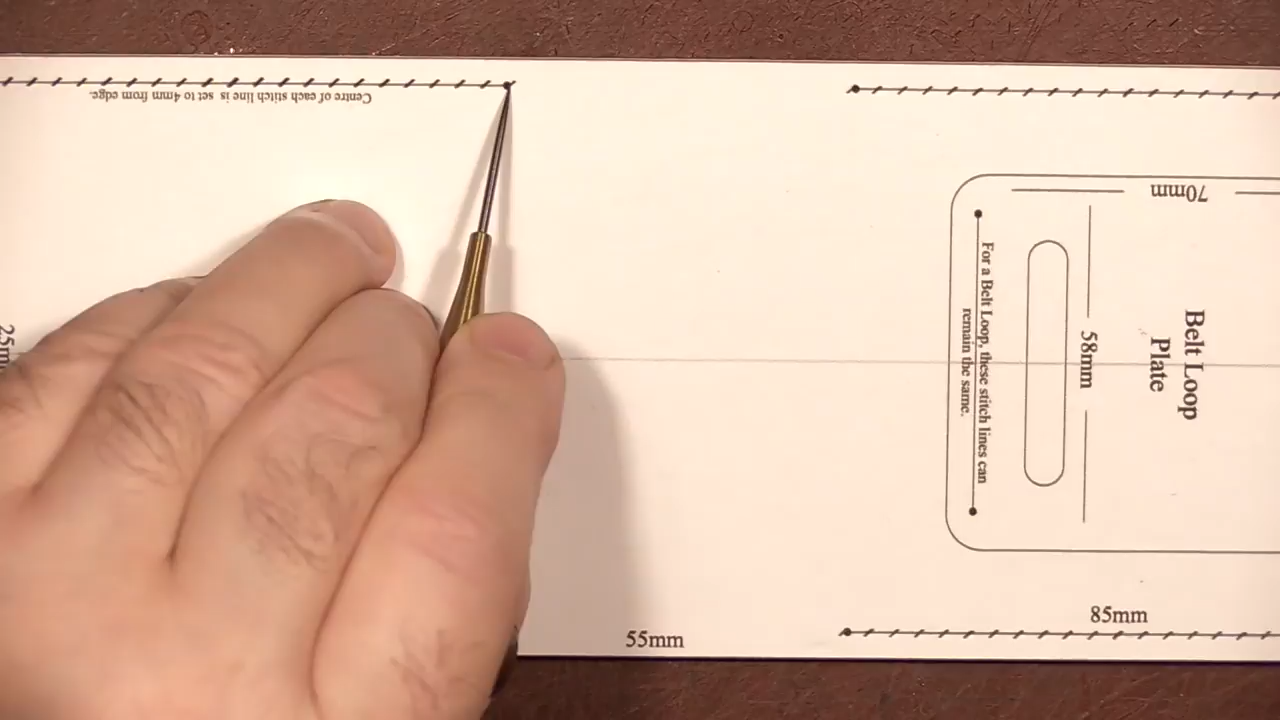 Centre of each stitch line is set to 4mm from edge.
70mm
For a Belt Loop, these stitch lines can
remain the same.
58mm
Belt Loop
Plate
85mm
55mm